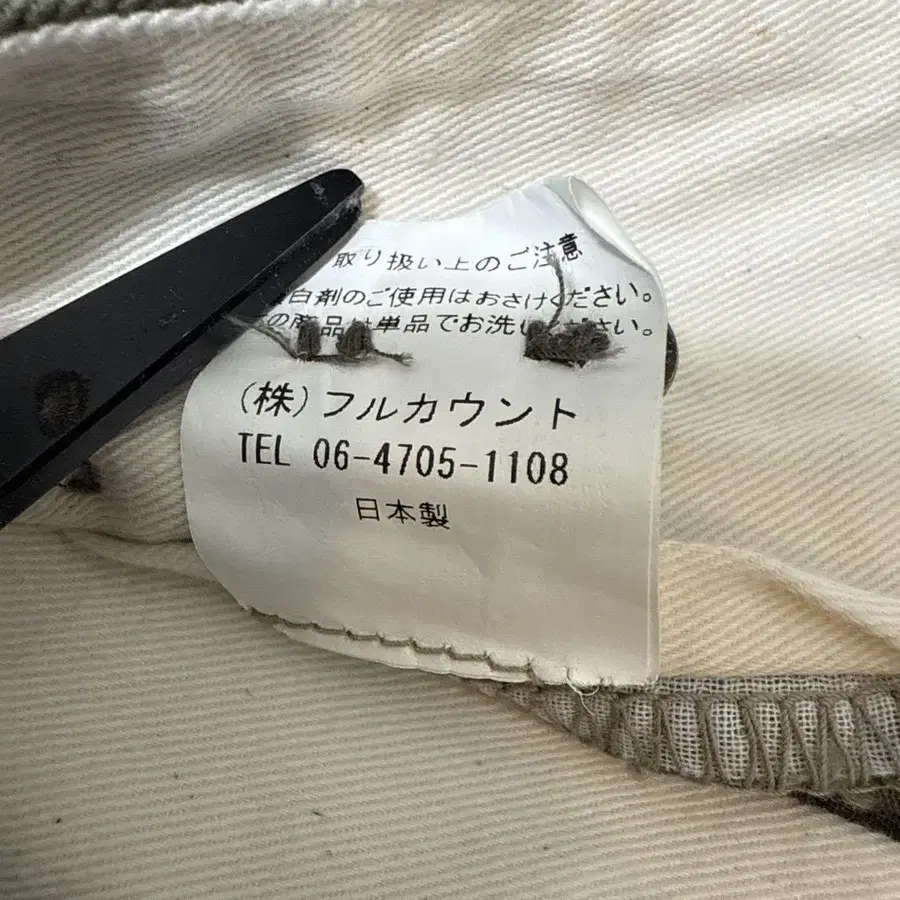 取り扱い上のご注意
白剤のご使用はおさけください。
の商品は単品でお洗いください。
(株)フルカウント
TEL 06-4705-1108
日本製